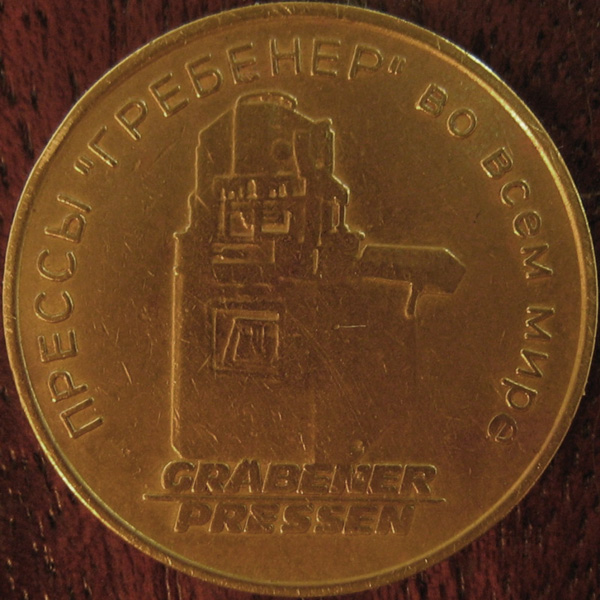 ПРЕССЫ "ГРЕБЕНЕР" ВО ВСЕМ МИРЕ
GRÄBENER
PRESSEN